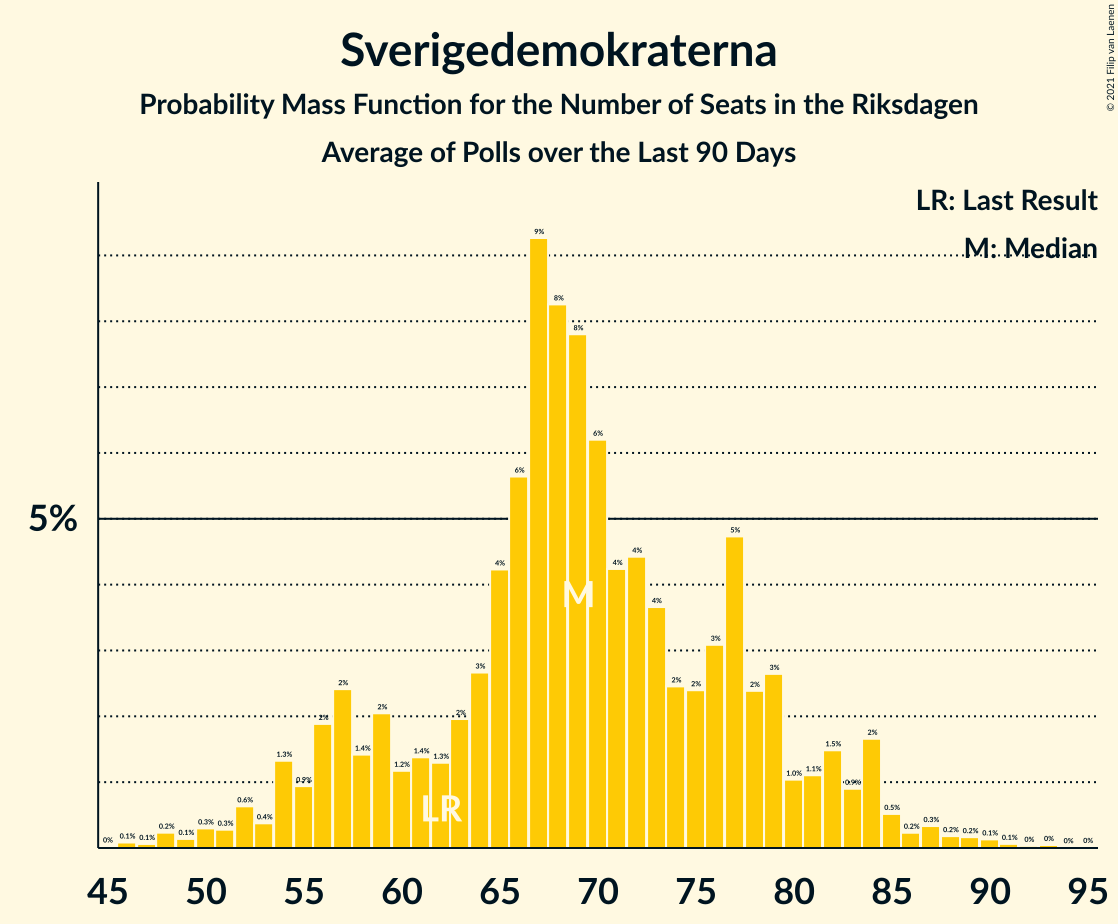 Sverigedemokraterna
Probability Mass Function for the Number of Seats in the Riksdagen
Average of Polls over the Last 90 Days
© 2021 Filip van Laenen
LR: Last Result
M: Median
5%
0% 0.1% 0.1% 0.2% 0.1% 0.3% 0.3% 0.6% 0.4% 1.3% 0.9% 2% 2% 1.4% 2% 1.2% 1.4% 1.3% 2% 3% 4% 6% 9% 8% 8% 6% 4% 4% 4% 2% 2% 3% 5% 2% 3% 1.0% 1.1% 1.5% 0.9% 2% 0.5% 0.2% 0.3% 0.2% 0.2% 0.1% 0.1% 0% 0% 0% 0%
M
LR
45 50 55 60 65 70 75 80 85 90 95